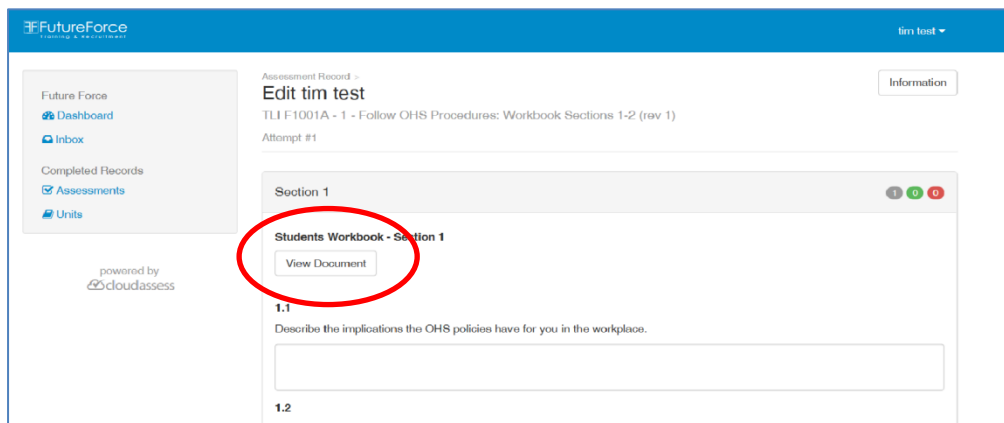 FutureForce
Training & Recruitment
tim test
Future Force
Dashboard
Inbox
Completed Records
Assessments
Units
powered by
cloudassess
Assessment Record >
Edit tim test
Information
TLI F1001A - 1 - Follow OHS Procedures: Workbook Sections 1-2 (rev 1)
Attempt #1
Section 1
1 0 0
Students Workbook - Section 1
View Document
1.1
Describe the implications the OHS policies have for you in the workplace.
1.2